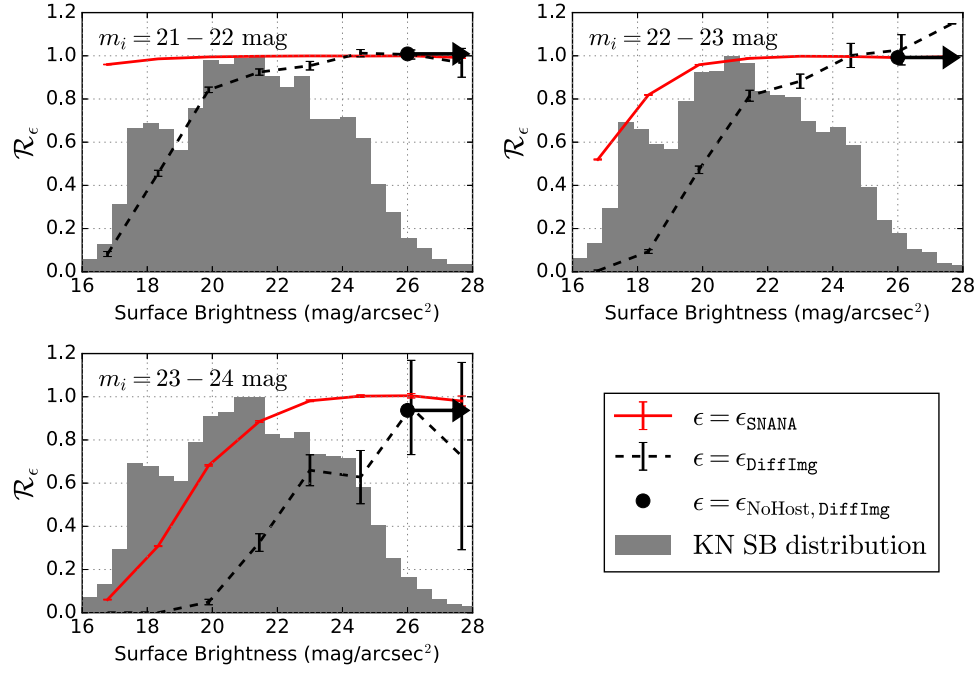 m_i = 21 − 22 mag
1.2
1.0
0.8
0.6
0.4
0.2
0.0
R_ϵ
16 18 20 22 24 26 28
Surface Brightness (mag/arcsec²)
m_i = 22 − 23 mag
1.2
1.0
0.8
0.6
0.4
0.2
0.0
R_ϵ
16 18 20 22 24 26 28
Surface Brightness (mag/arcsec²)
m_i = 23 − 24 mag
1.2
1.0
0.8
0.6
0.4
0.2
0.0
R_ϵ
16 18 20 22 24 26 28
Surface Brightness (mag/arcsec²)
ϵ = ϵ_SNANA
ϵ = ϵ_DiffImg
ϵ = ϵ_NoHost, DiffImg
KN SB distribution